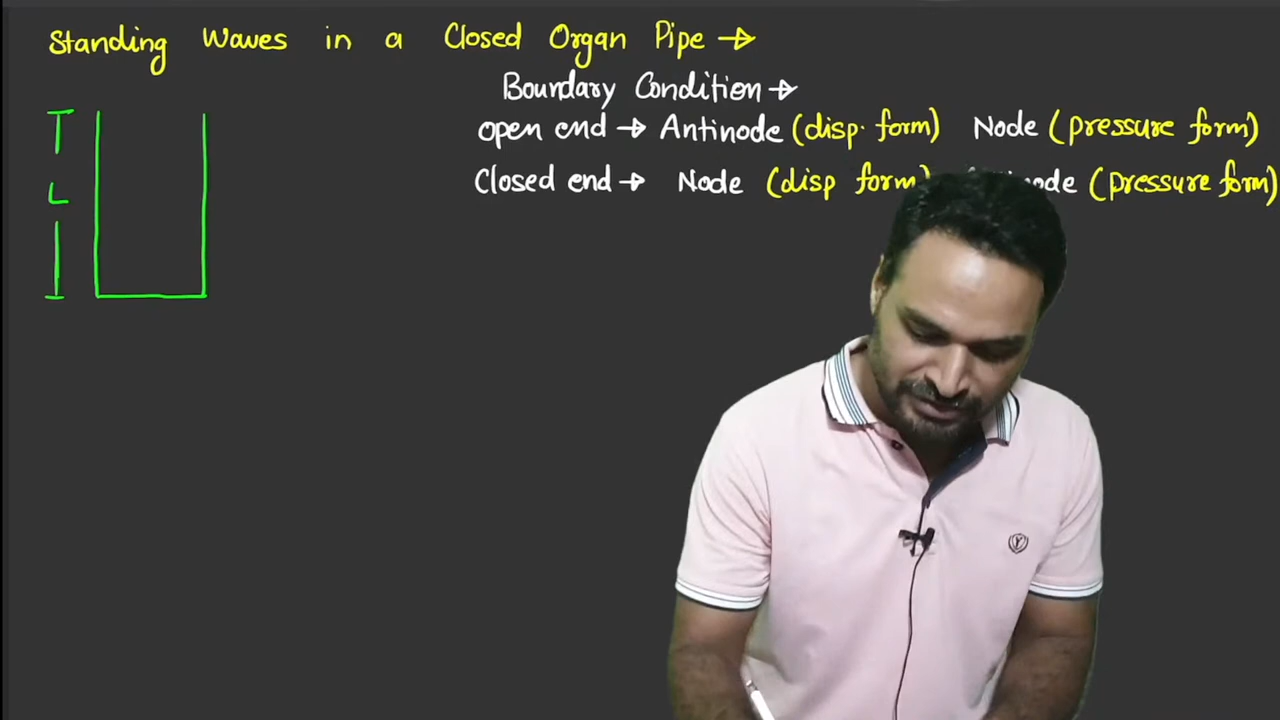 Standing Waves in a Closed Organ Pipe →
Boundary Condition →
open end → Antinode (disp. form) Node (pressure form)
Closed end → Node (disp form) (pressure form)
L